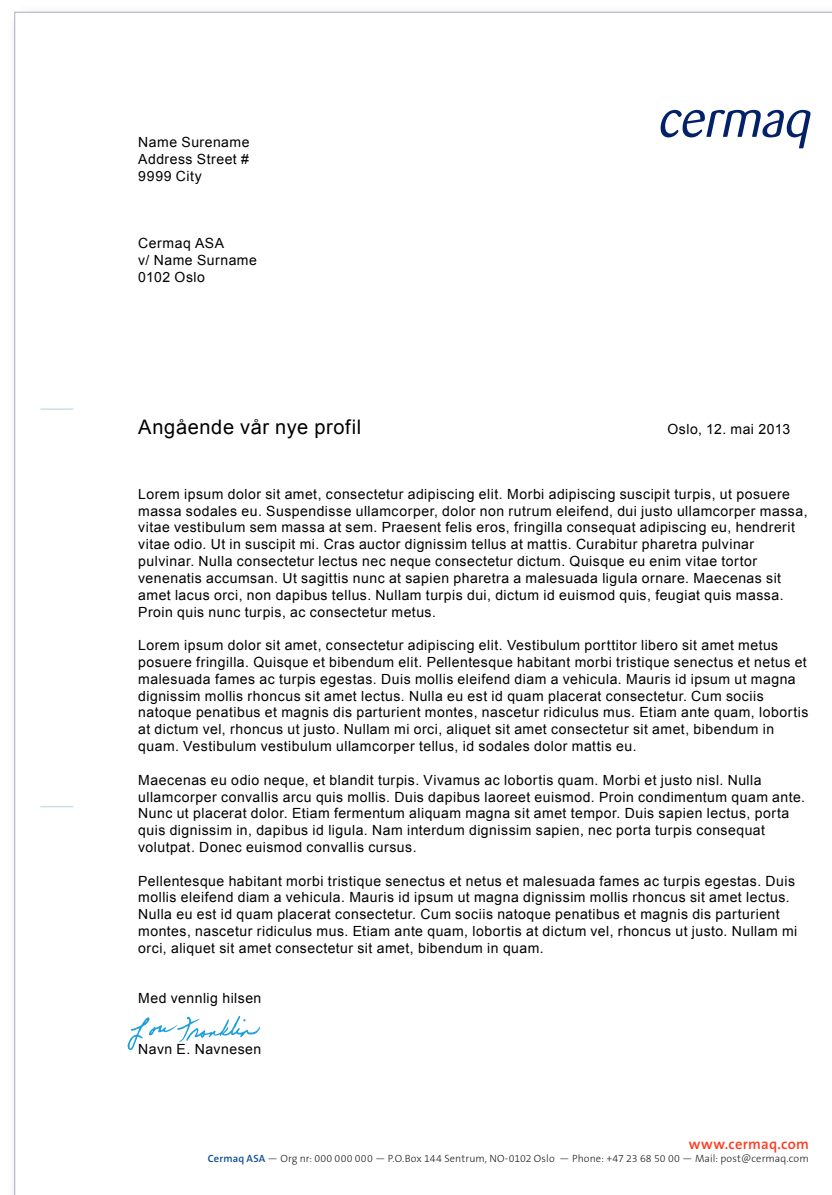 cermaq
Name Surename
Address Street #
9999 City
Cermaq ASA
v/ Name Surname
0102 Oslo
Angående vår nye profil
Oslo, 12. mai 2013
Lorem ipsum dolor sit amet, consectetur adipiscing elit. Morbi adipiscing suscipit turpis, ut posuere
massa sodales eu. Suspendisse ullamcorper, dolor non rutrum eleifend, dui justo ullamcorper massa,
vitae vestibulum sem massa at sem. Praesent felis eros, fringilla consequat adipiscing eu, hendrerit
vitae odio. Ut in suscipit mi. Cras auctor dignissim tellus at mattis. Curabitur pharetra pulvinar
pulvinar. Nulla consectetur lectus nec neque consectetur dictum. Quisque eu enim vitae tortor
venenatis accumsan. Ut sagittis nunc at sapien pharetra a malesuada ligula ornare. Maecenas sit
amet lacus orci, non dapibus tellus. Nullam turpis dui, dictum id euismod quis, feugiat quis massa.
Proin quis nunc turpis, ac consectetur metus.
Lorem ipsum dolor sit amet, consectetur adipiscing elit. Vestibulum porttitor libero sit amet metus
posuere fringilla. Quisque et bibendum elit. Pellentesque habitant morbi tristique senectus et netus et
malesuada fames ac turpis egestas. Duis mollis eleifend diam a vehicula. Mauris id ipsum ut magna
dignissim mollis rhoncus sit amet lectus. Nulla eu est id quam placerat consectetur. Cum sociis
natoque penatibus et magnis dis parturient montes, nascetur ridiculus mus. Etiam ante quam, lobortis
at dictum vel, rhoncus ut justo. Nullam mi orci, aliquet sit amet consectetur sit amet, bibendum in
quam. Vestibulum vestibulum ullamcorper tellus, id sodales dolor mattis eu.
Maecenas eu odio neque, et blandit turpis. Vivamus ac lobortis quam. Morbi et justo nisl. Nulla
ullamcorper convallis arcu quis mollis. Duis dapibus laoreet euismod. Proin condimentum quam ante.
Nunc ut placerat dolor. Etiam fermentum aliquam magna sit amet tempor. Duis sapien lectus, porta
quis dignissim in, dapibus id ligula. Nam interdum dignissim sapien, nec porta turpis consequat
volutpat. Donec euismod convallis cursus.
Pellentesque habitant morbi tristique senectus et netus et malesuada fames ac turpis egestas. Duis
mollis eleifend diam a vehicula. Mauris id ipsum ut magna dignissim mollis rhoncus sit amet lectus.
Nulla eu est id quam placerat consectetur. Cum sociis natoque penatibus et magnis dis parturient
montes, nascetur ridiculus mus. Etiam ante quam, lobortis at dictum vel, rhoncus ut justo. Nullam mi
orci, aliquet sit amet consectetur sit amet, bibendum in quam.
Med vennlig hilsen
Lou Franklin
Navn E. Navnesen
www.cermaq.com
Cermaq ASA — Org nr: 000 000 000 — P.O.Box 144 Sentrum, NO-0102 Oslo — Phone: +47 23 68 50 00 — Mail: post@cermaq.com